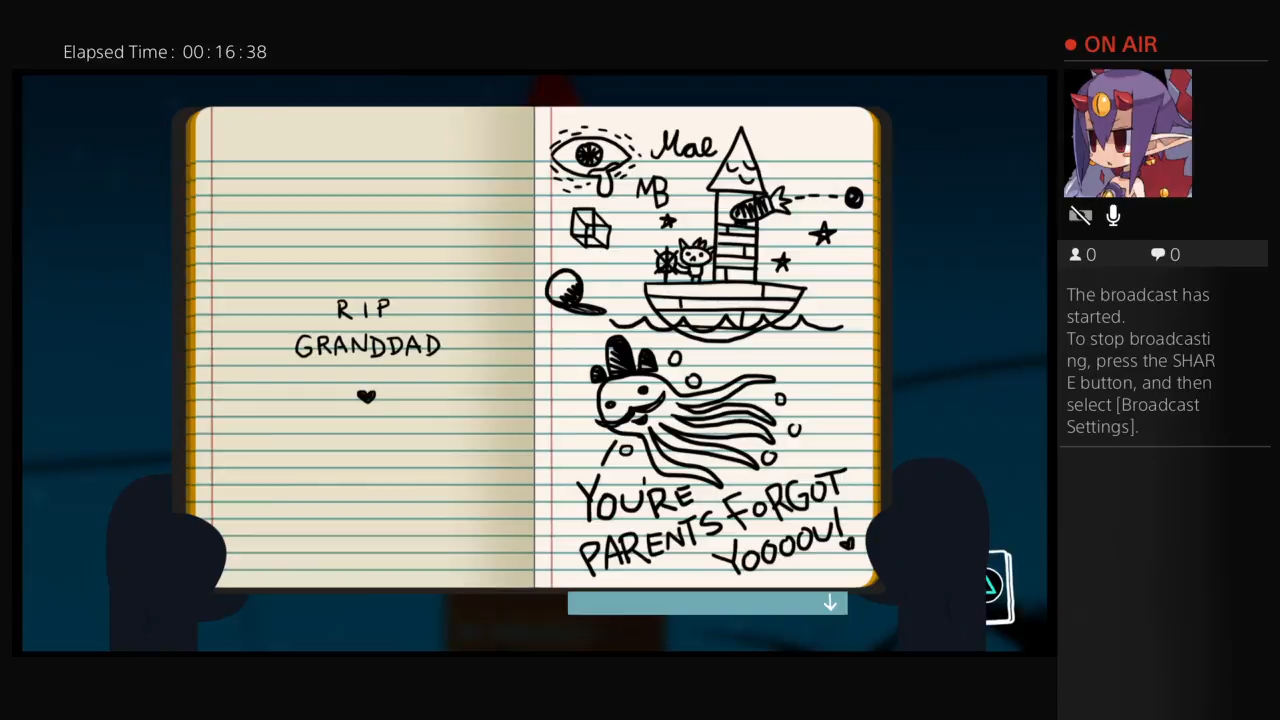 Elapsed Time: 00:16:38
ON AIR
RIP
GRANDDAD
Mae
MB
YOU'RE
PARENTS FORGOT
YOOOOU!
0
0
The broadcast has
started.
To stop broadcasti
ng, press the SHAR
E button, and then
select [Broadcast
Settings].